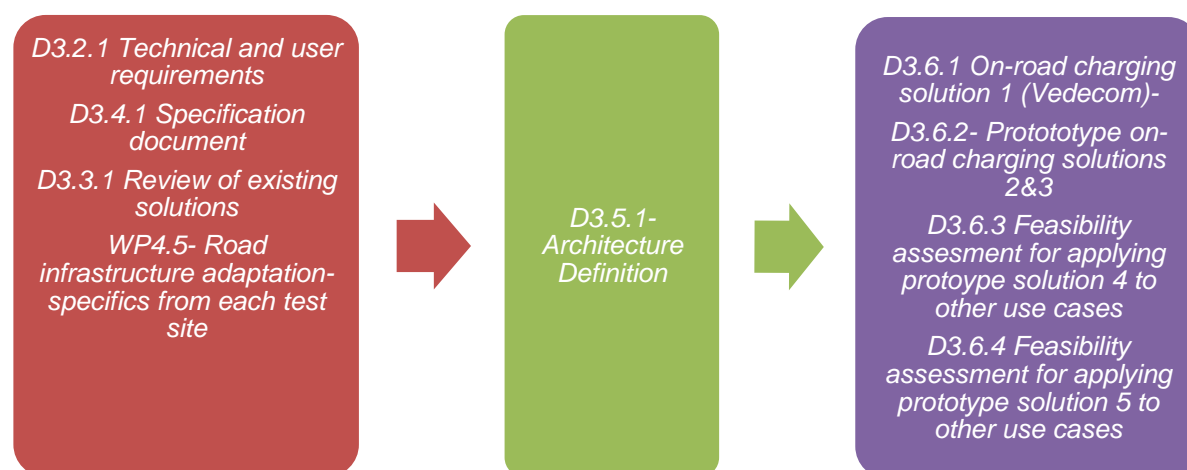 D3.2.1 Technical and user
requirements
D3.4.1 Specification
document
D3.3.1 Review of existing
solutions
WP4.5- Road
infrastructure adaptation-
specifics from each test
site
D3.5.1-
Architecture
Definition
D3.6.1 On-road charging
solution 1 (Vedecom)-
D3.6.2- Protototype on-
road charging solutions
2&3
D3.6.3 Feasibility
assesment for applying
protoype solution 4 to
other use cases
D3.6.4 Feasibility
assessment for applying
prototype solution 5 to
other use cases